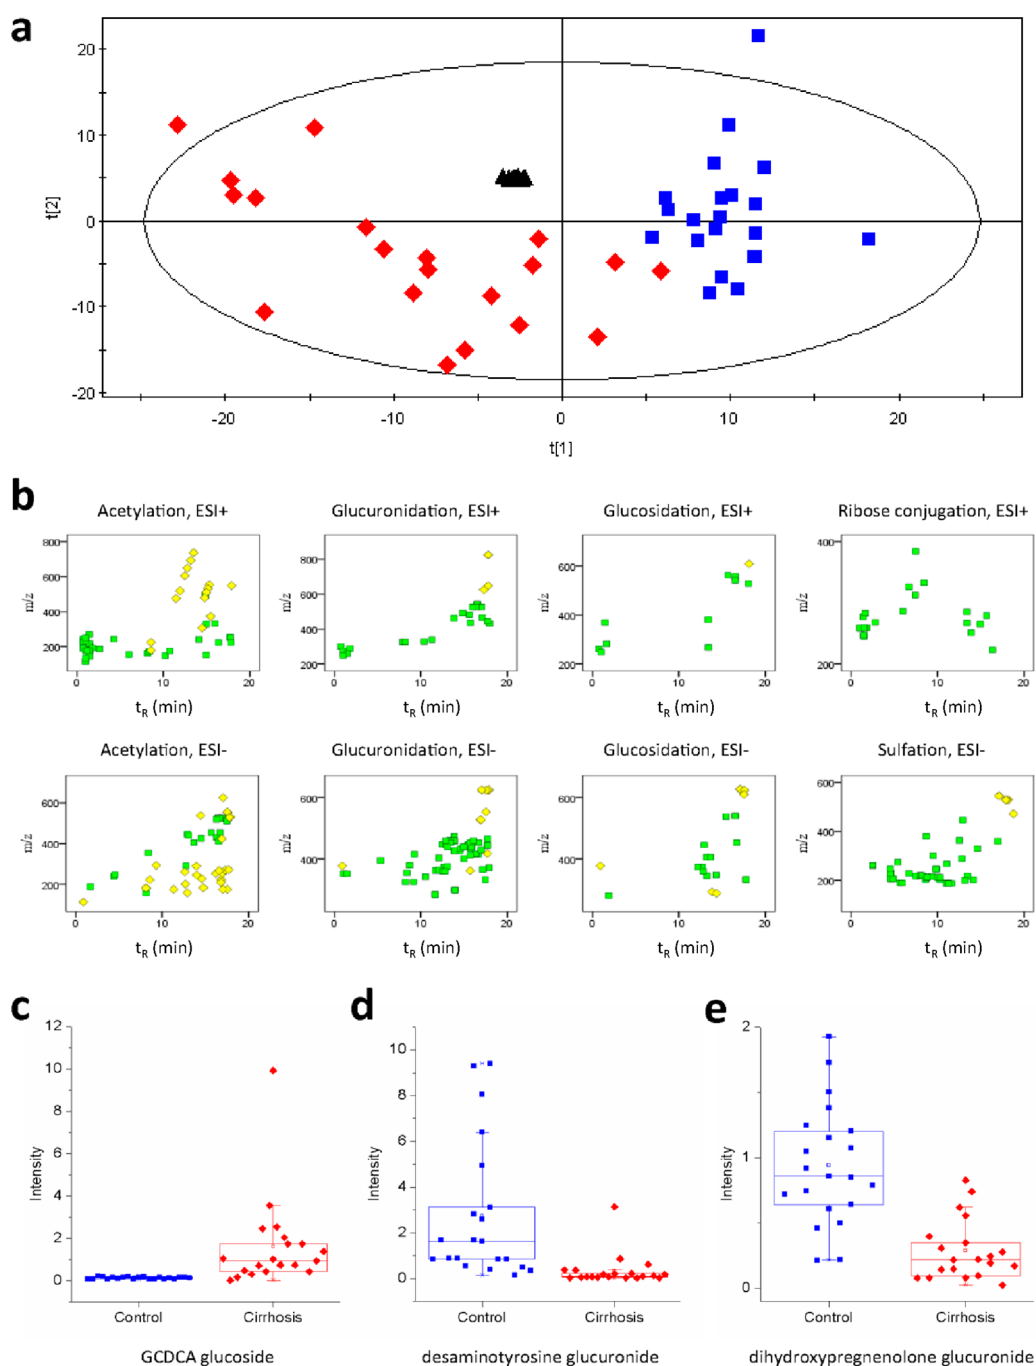 a
20
10
0
-10
-20
t[2]
-20
-10
0
10
20
t[1]
b
Acetylation, ESI+
Glucuronidation, ESI+
Glucosidation, ESI+
Ribose conjugation, ESI+
800
600
400
200
m/z
0
10
20
tR (min)
800
600
400
200
m/z
0
10
20
tR (min)
600
400
200
m/z
0
10
20
tR (min)
400
200
m/z
0
10
20
tR (min)
Acetylation, ESI-
Glucuronidation, ESI-
Glucosidation, ESI-
Sulfation, ESI-
600
400
200
m/z
0
10
20
tR (min)
600
400
m/z
0
10
20
tR (min)
600
400
m/z
0
10
20
tR (min)
600
400
200
m/z
0
10
20
tR (min)
c
12
10
8
6
4
2
0
Intensity
Control
Cirrhosis
GCDCA glucoside
d
10
8
6
4
2
0
Intensity
Control
Cirrhosis
desaminotyrosine glucuronide
e
2
1
0
Intensity
Control
Cirrhosis
dihydroxypregnenolone glucuronide